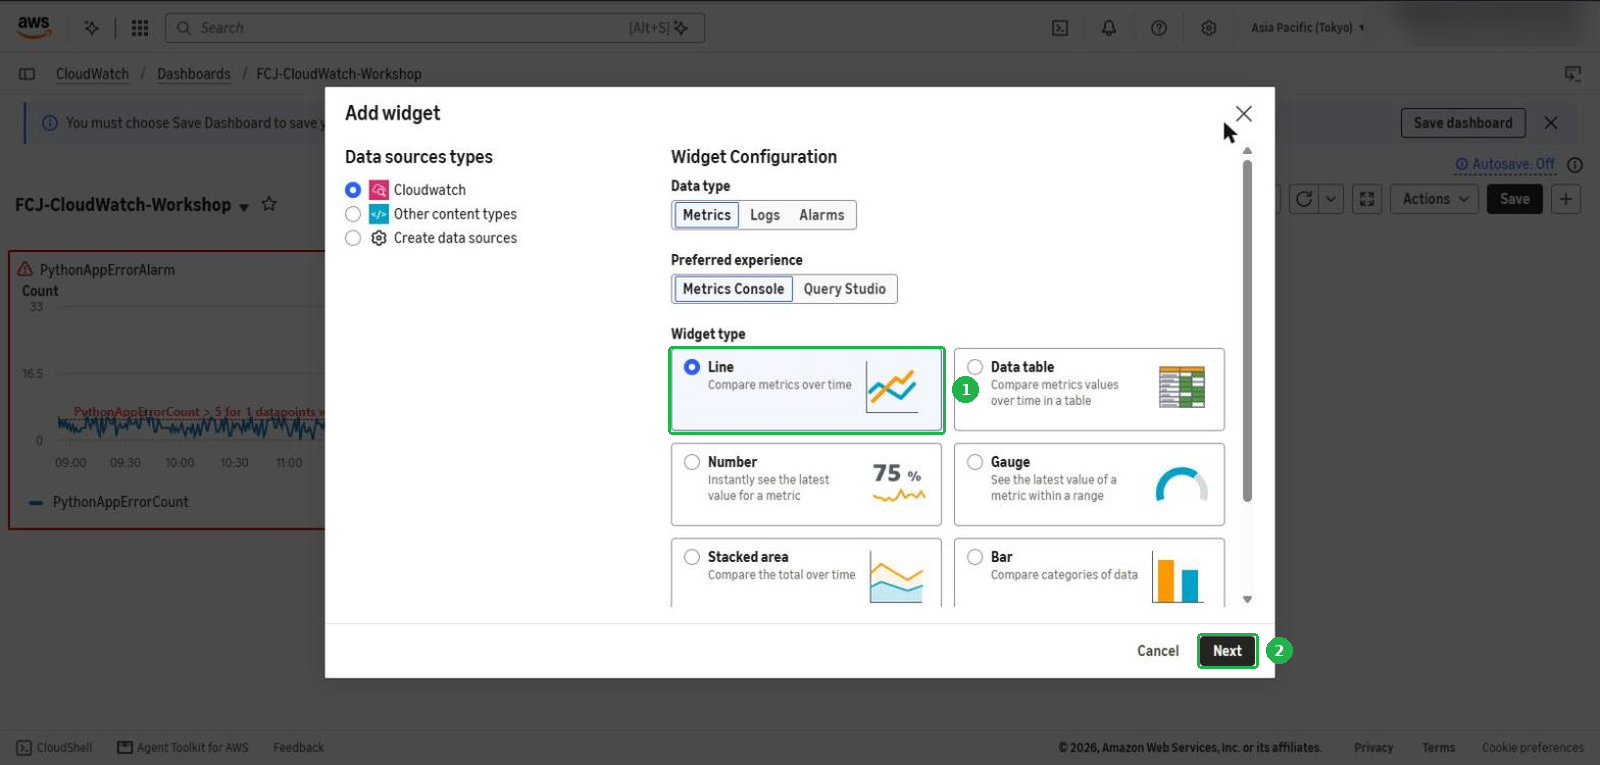 aws
Search
[Alt+S]
Asia Pacific (Tokyo)
CloudWatch / Dashboards / FCJ-CloudWatch-Workshop
You must choose Save Dashboard to save
Save dashboard
Autosave: Off
FCJ-CloudWatch-Workshop
Actions
Save
PythonAppErrorAlarm
Count
33
16.5
PythonAppErrorCount > 5 for 1 datapoints
0
09:00 09:30 10:00 10:30 11:00
PythonAppErrorCount
Add widget
Data sources types
Cloudwatch
Other content types
Create data sources
Widget Configuration
Data type
Metrics Logs Alarms
Preferred experience
Metrics Console Query Studio
Widget type
Line
Compare metrics over time
1
Data table
Compare metrics values
over time in a table
Number
Instantly see the latest
value for a metric
75 %
Gauge
See the latest value of a
metric within a range
Stacked area
Compare the total over time
Bar
Compare categories of data
Cancel
Next
2
CloudShell Agent Toolkit for AWS Feedback
© 2026, Amazon Web Services, Inc. or its affiliates. Privacy Terms Cookie preferences